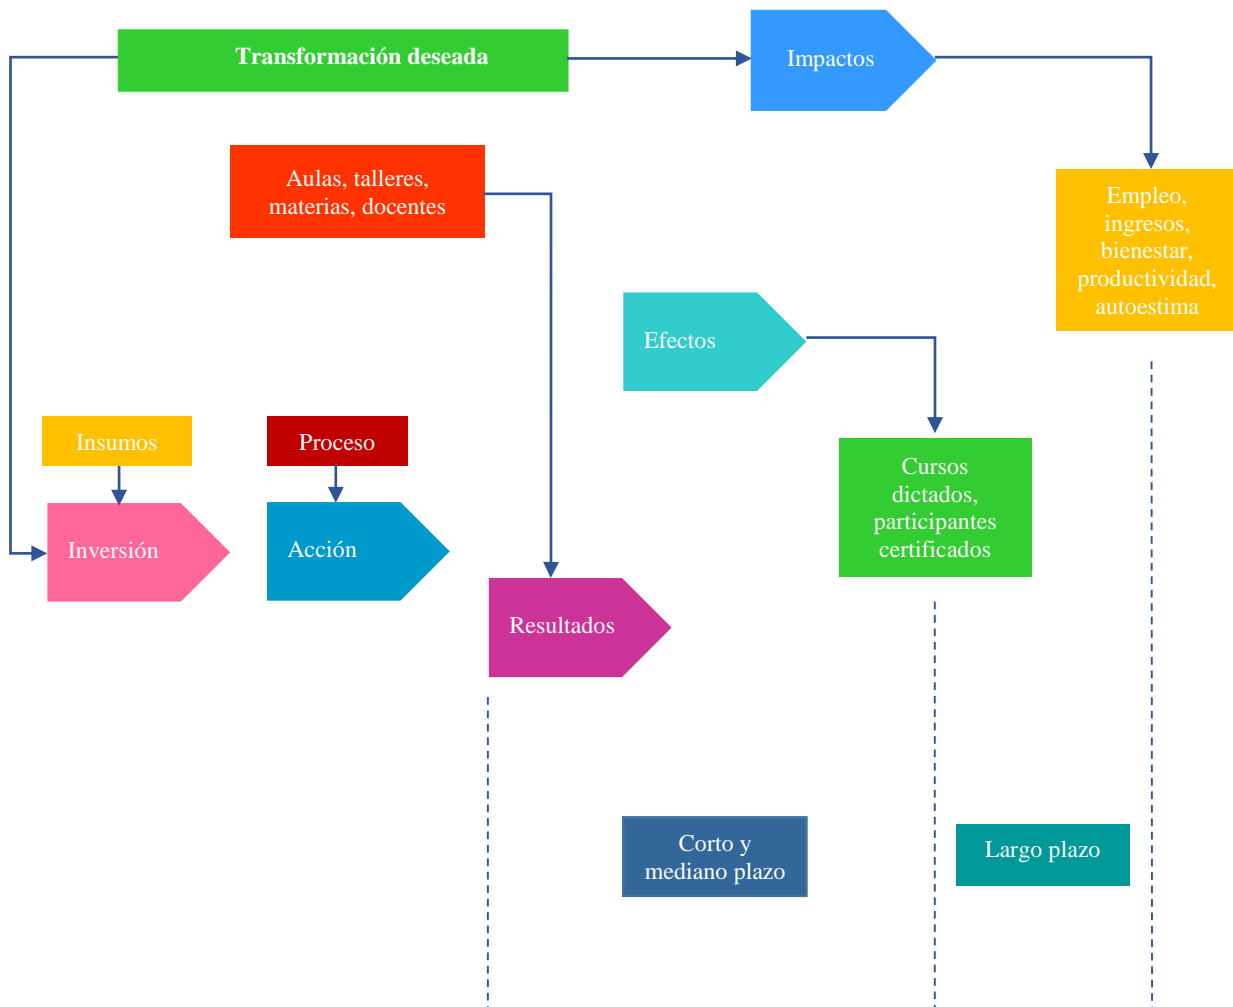 Transformación deseada
Impactos
Aulas, talleres,
materias, docentes
Empleo,
ingresos,
bienestar,
productividad,
autoestima
Efectos
Insumos
Proceso
Cursos
dictados,
participantes
certificados
Inversión
Acción
Resultados
Corto y
mediano plazo
Largo plazo